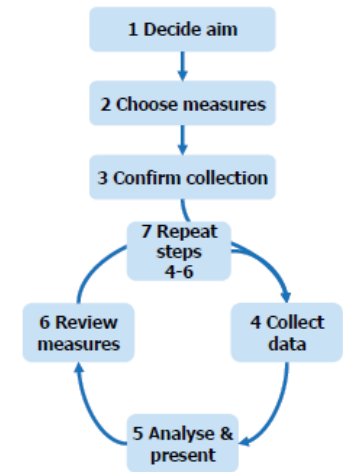 1 Decide aim
2 Choose measures
3 Confirm collection
7 Repeat
steps
4-6
6 Review
measures
4 Collect
data
5 Analyse &
present